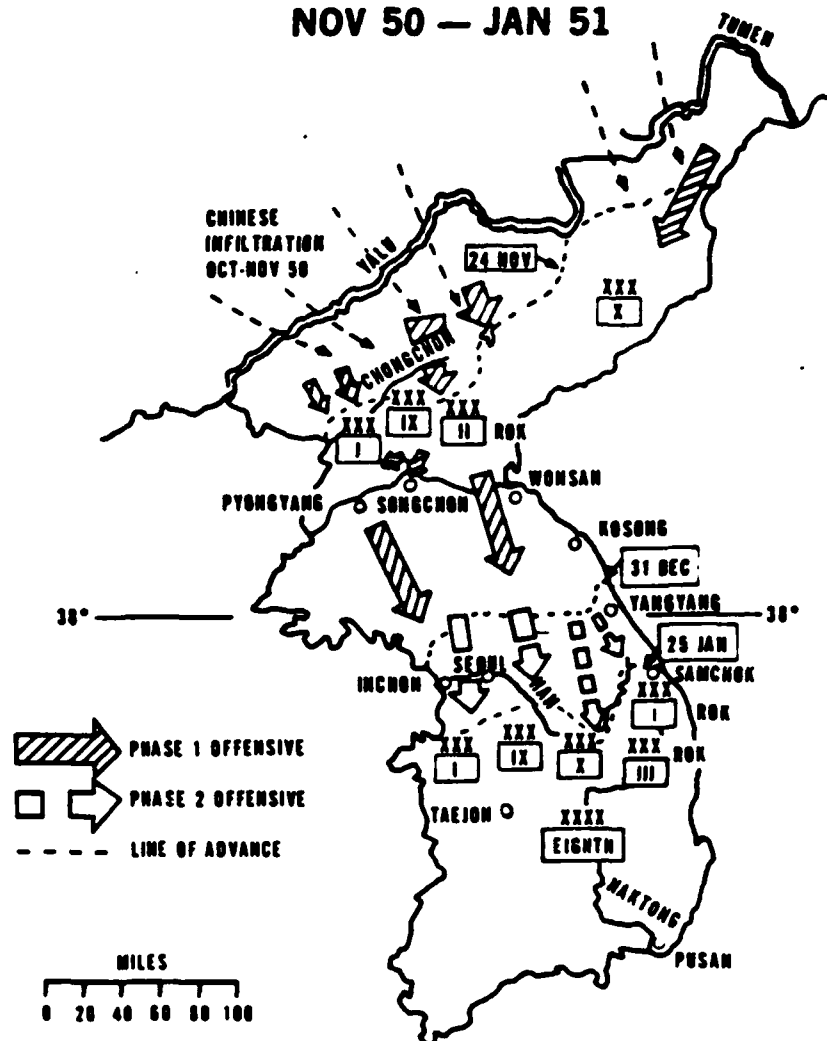 NOV 50 — JAN 51
TUMEN
CHINESE
INFILTRATION
OCT-NOV 50
YALU
24 NOV
XXX
X
CHONGCHON
XXX
IX
XXX
II
ROK
XXX
I
PYONGYANG
SONGCHON
WONSAN
KOSONG
31 DEC
YANGYANG
38°
38°
25 JAN
SEOUL
INCHON
HAN
SAMCHOK
XXX
I
ROK
XXX
I
XXX
IX
XXX
X
XXX
III
ROK
PHASE 1 OFFENSIVE
PHASE 2 OFFENSIVE
LINE OF ADVANCE
TAEJON
XXXX
EIGHTH
NAKTONG
PUSAN
MILES
0 20 40 60 80 100